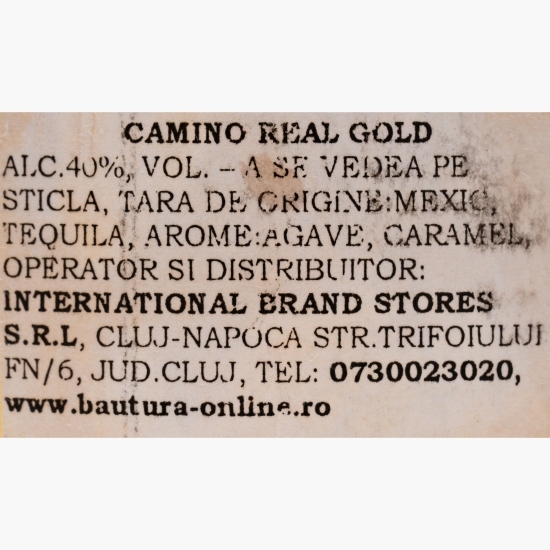 CAMINO REAL GOLD
ALC.40%, VOL. – A SE VEDEA PE
STICLA, TARA DE ORIGINE:MEXIC,
TEQUILA, AROME:AGAVE, CARAMEL,
OPERATOR SI DISTRIBUITOR:
INTERNATIONAL BRAND STORES
S.R.L, CLUJ-NAPOCA STR.TRIFOIULUI
FN/6, JUD.CLUJ, TEL: 0730023020,
www.bautura-online.ro